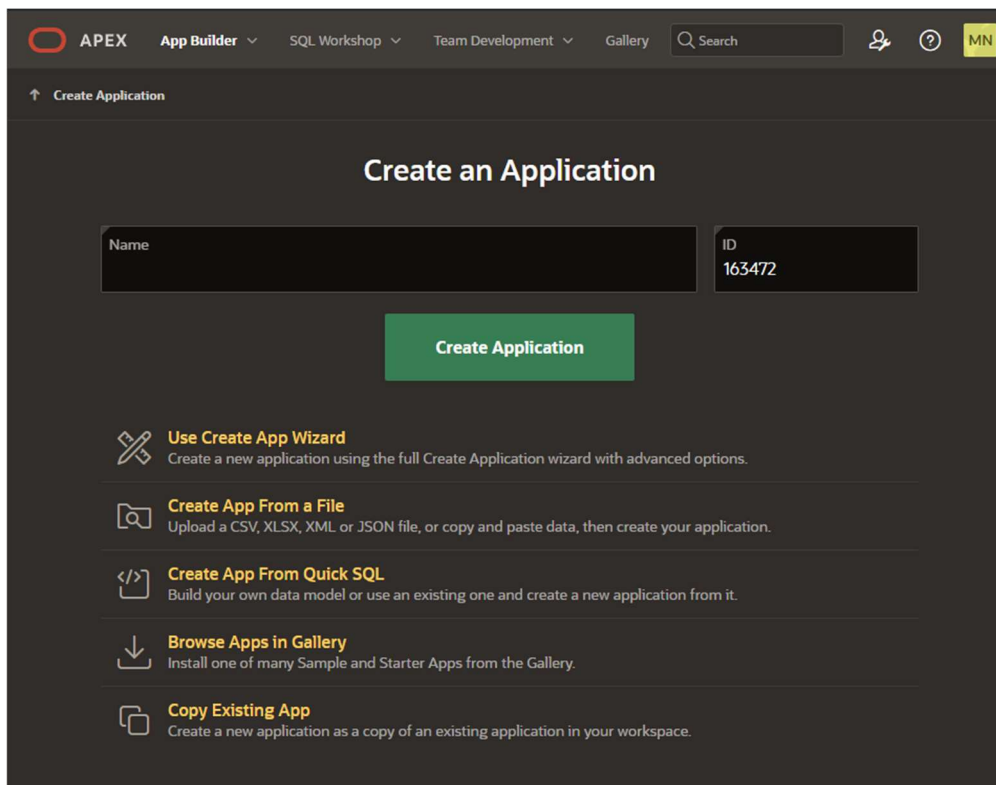 APEX App Builder SQL Workshop Team Development Gallery Search MN
Create Application
Create an Application
Name
ID
163472
Create Application
Use Create App Wizard
Create a new application using the full Create Application wizard with advanced options.
Create App From a File
Upload a CSV, XLSX, XML or JSON file, or copy and paste data, then create your application.
Create App From Quick SQL
Build your own data model or use an existing one and create a new application from it.
Browse Apps in Gallery
Install one of many Sample and Starter Apps from the Gallery.
Copy Existing App
Create a new application as a copy of an existing application in your workspace.